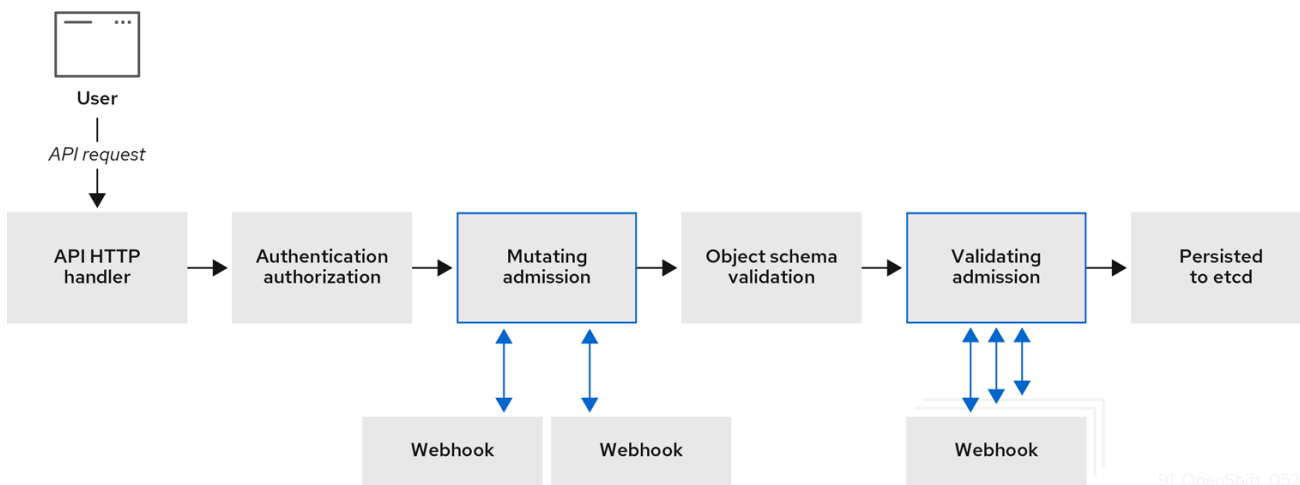 User
API request
API HTTP
handler
Authentication
authorization
Mutating
admission
Object schema
validation
Validating
admission
Persisted
to etcd
Webhook
Webhook
Webhook
91_OpenShift_052